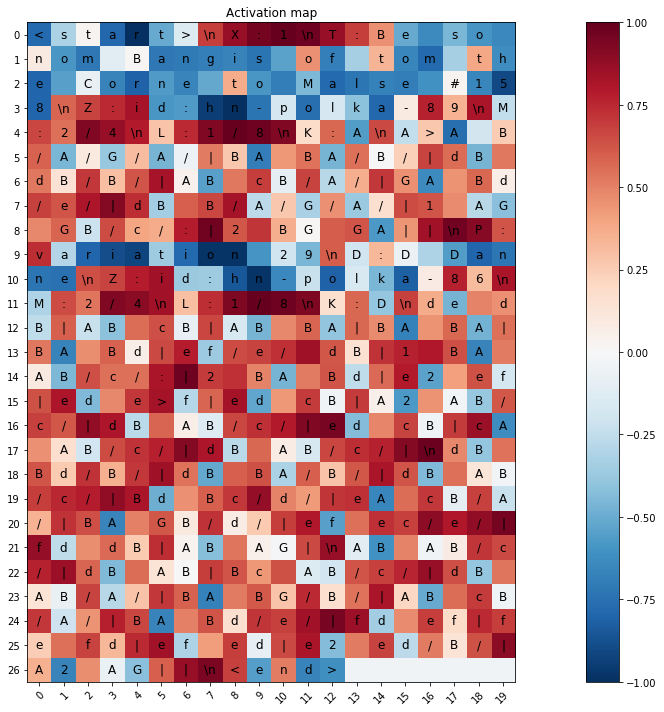 Activation map
0 < s t a r t > \n X : 1 \n T : B e s o
1 n o m B a n g i s o f t o m t h
2 e C o r n e t o M a l s e # 1 5
3 8 \n Z : i d : h n - p o l k a - 8 9 \n M
4 : 2 / 4 \n L : 1 / 8 \n K : A \n A > A B
5 / A / G / A / | B A B A / B / | d B
6 d B / B / | A B c B / A / | G A B d
7 / e / | d B B / A / G / A / | 1 A G
8 G B / c / : | 2 B G G A | | \n P :
9 v a r i a t i o n 2 9 \n D : D D a n
10 n e \n Z : i d : h n - p o l k a - 8 6 \n
11 M : 2 / 4 \n L : 1 / 8 \n K : D \n d e d
12 B | A B c B | A B B A | B A B A |
13 B A B d | e f / e / | d B | 1 B A
14 A B / c / : | 2 B A B d | e 2 e f
15 | e d e > f | e d c B | A 2 A B /
16 c / | d B A B / c / | e d c B | c A
17 A B / c / | d B A B / c / | \n d B
18 B d / B / | d B B A / B / | d B A B
19 / c / | B d B c / d / | e A c B / A
20 / | B A G B / d / | e f e c / e / |
21 f d d B | A B A G | \n A B A B / c
22 / | d B A B | B c A B / c / | d B
23 A B / A / | B A B G / B / | A B c B
24 / A / | B A B d / e / | f d e f | f
25 e f d | e f e d | e 2 e d / B / |
26 A 2 A G | | \n < e n d >
0 1 2 3 4 5 6 7 8 9 10 11 12 13 14 15 16 17 18 19
1.00
0.75
0.50
0.25
0.00
−0.25
−0.50
−0.75
−1.00